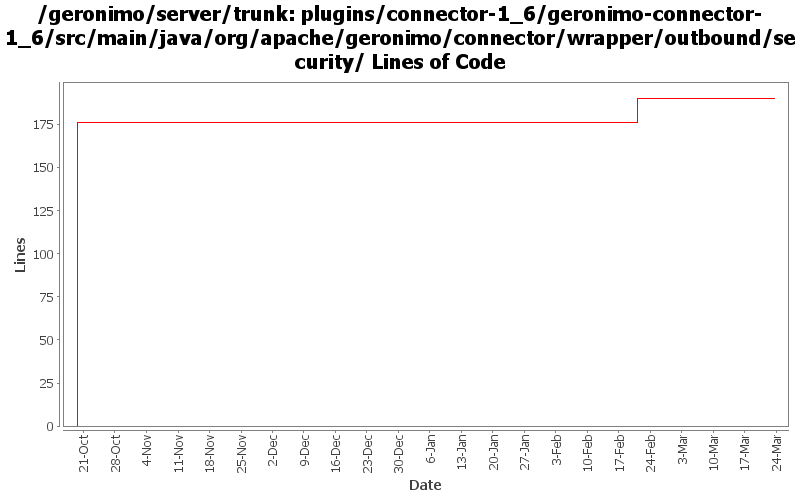 /geronimo/server/trunk: plugins/connector-1_6/geronimo-connector-
1_6/src/main/java/org/apache/geronimo/connector/wrapper/outbound/se
curity/ Lines of Code
175
150
125
100
75
50
25
0
Lines
21-Oct 28-Oct 4-Nov 11-Nov 18-Nov 25-Nov 2-Dec 9-Dec 16-Dec 23-Dec 30-Dec 6-Jan 13-Jan 20-Jan 27-Jan 3-Feb 10-Feb 17-Feb 24-Feb 3-Mar 10-Mar 17-Mar 24-Mar
Date